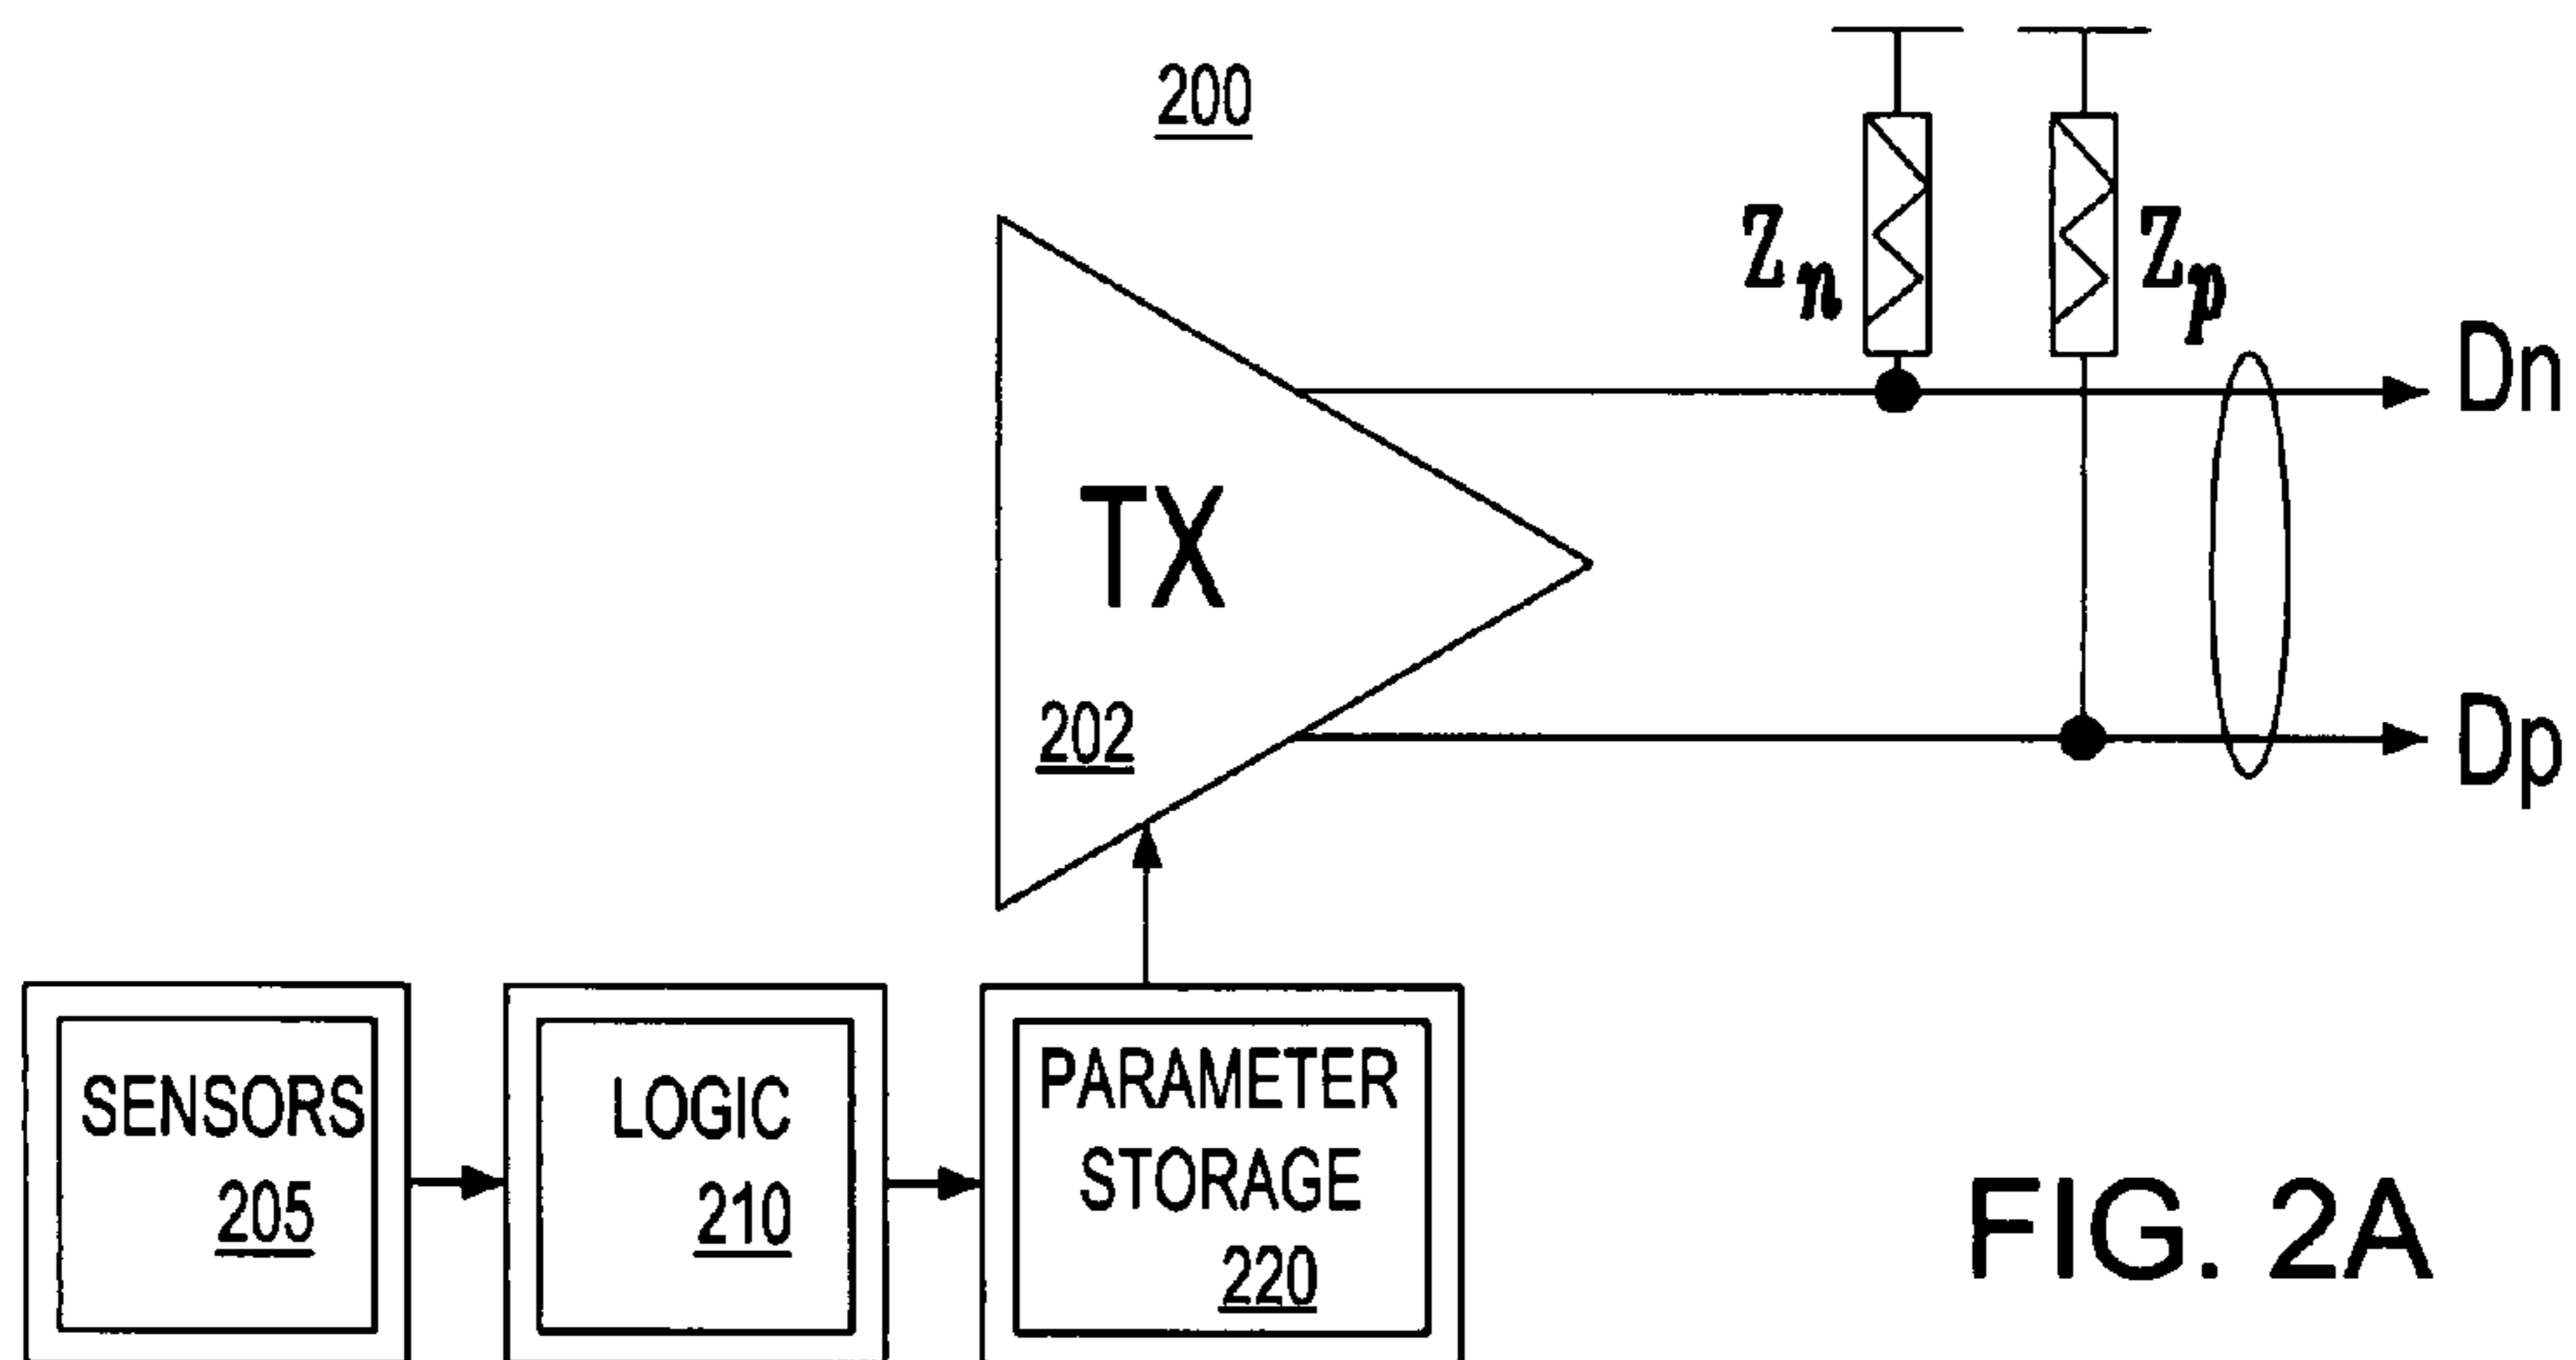 200
Zn
Zp
Dn
TX
202
Dp
SENSORS
205
LOGIC
210
PARAMETER
STORAGE
220
FIG. 2A